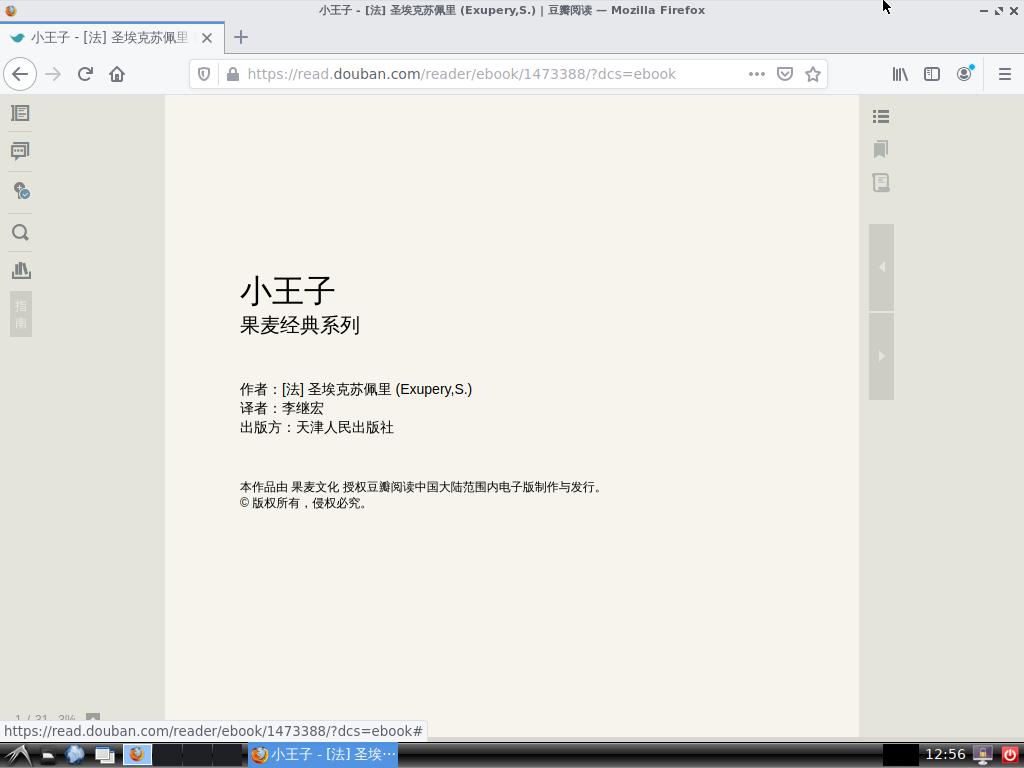 小王子 - [法] 圣埃克苏佩里 (Exupery,S.) | 豆瓣阅读 — Mozilla Firefox
小王子 - [法] 圣埃克苏佩里
https://read.douban.com/reader/ebook/1473388/?dcs=ebook
指
南
小王子
果麦经典系列
作者：[法] 圣埃克苏佩里 (Exupery,S.)
译者：李继宏
出版方：天津人民出版社
本作品由 果麦文化 授权豆瓣阅读中国大陆范围内电子版制作与发行。
© 版权所有，侵权必究。
1 / 31 3%
https://read.douban.com/reader/ebook/1473388/?dcs=ebook#
小王子 - [法] 圣埃…
12:56